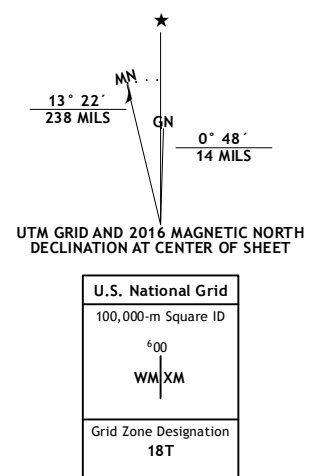 ★
MN
13° 22´
238 MILS
GN
0° 48´
14 MILS
UTM GRID AND 2016 MAGNETIC NORTH
DECLINATION AT CENTER OF SHEET
U.S. National Grid
100,000-m Square ID
⁶00
WM XM
Grid Zone Designation
18T